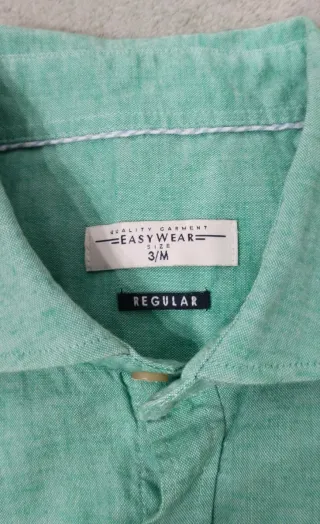 QUALITY GARMENT
EASYWEAR
SIZE
3/M
REGULAR